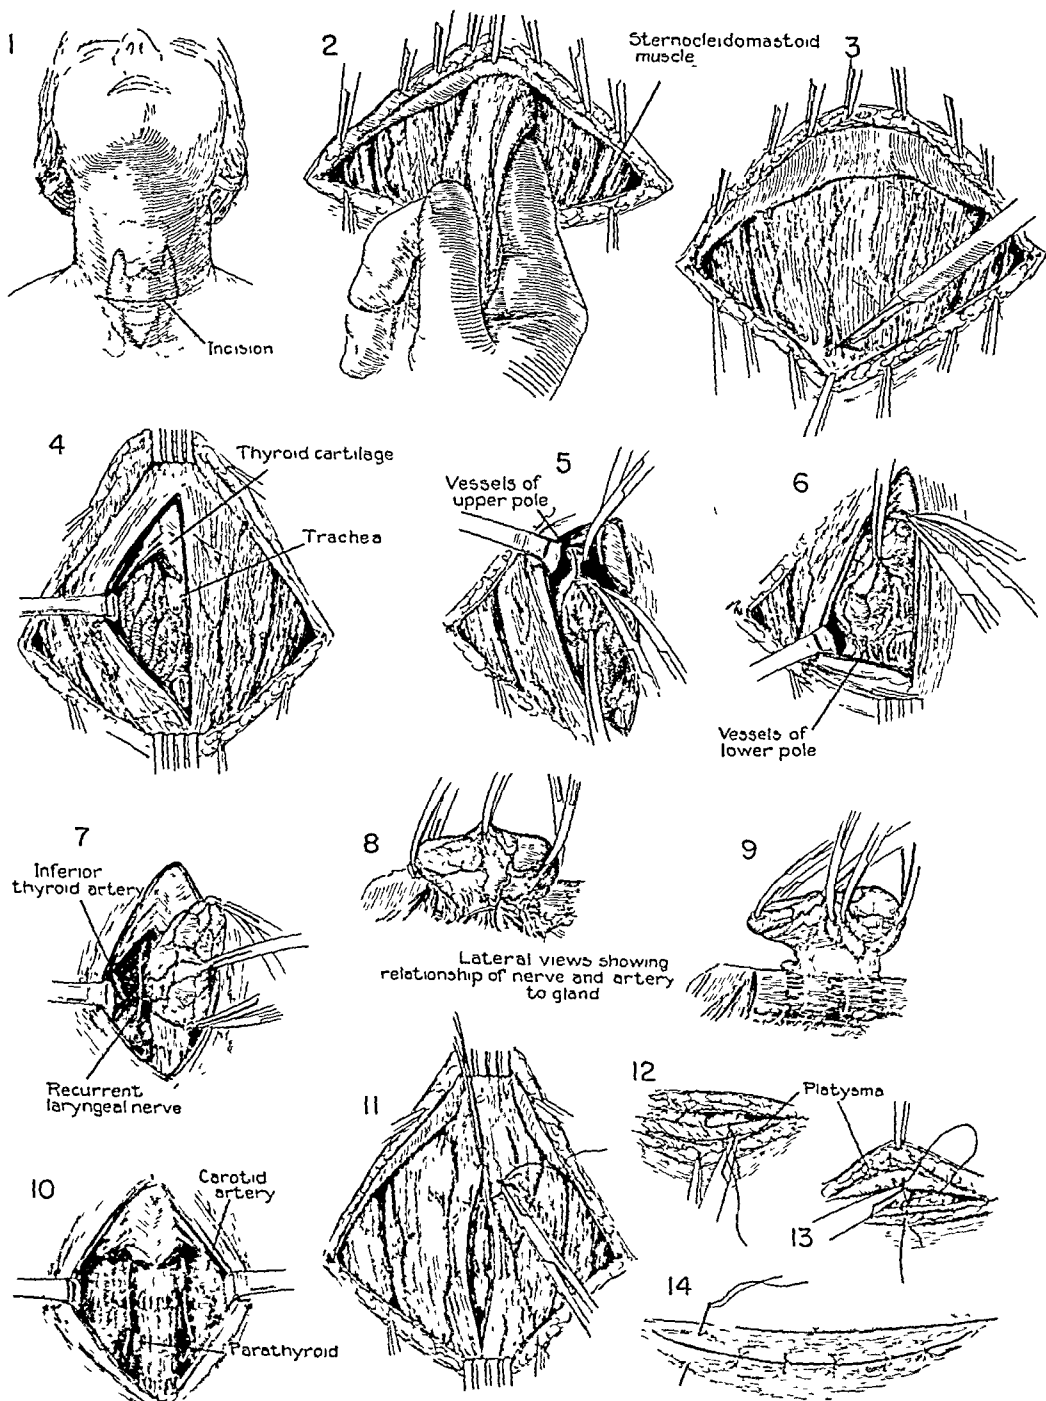 1
2
Sternocleidomastoid
muscle
3
Incision
4
Thyroid cartilage
Trachea
5
Vessels of
upper pole
6
Vessels of
lower pole
7
Inferior
thyroid artery
Recurrent
laryngeal nerve
8
9
Lateral views showing
relationship of nerve and artery
to gland
10
Carotid
artery
Parathyroid
11
12
Platysma
13
14